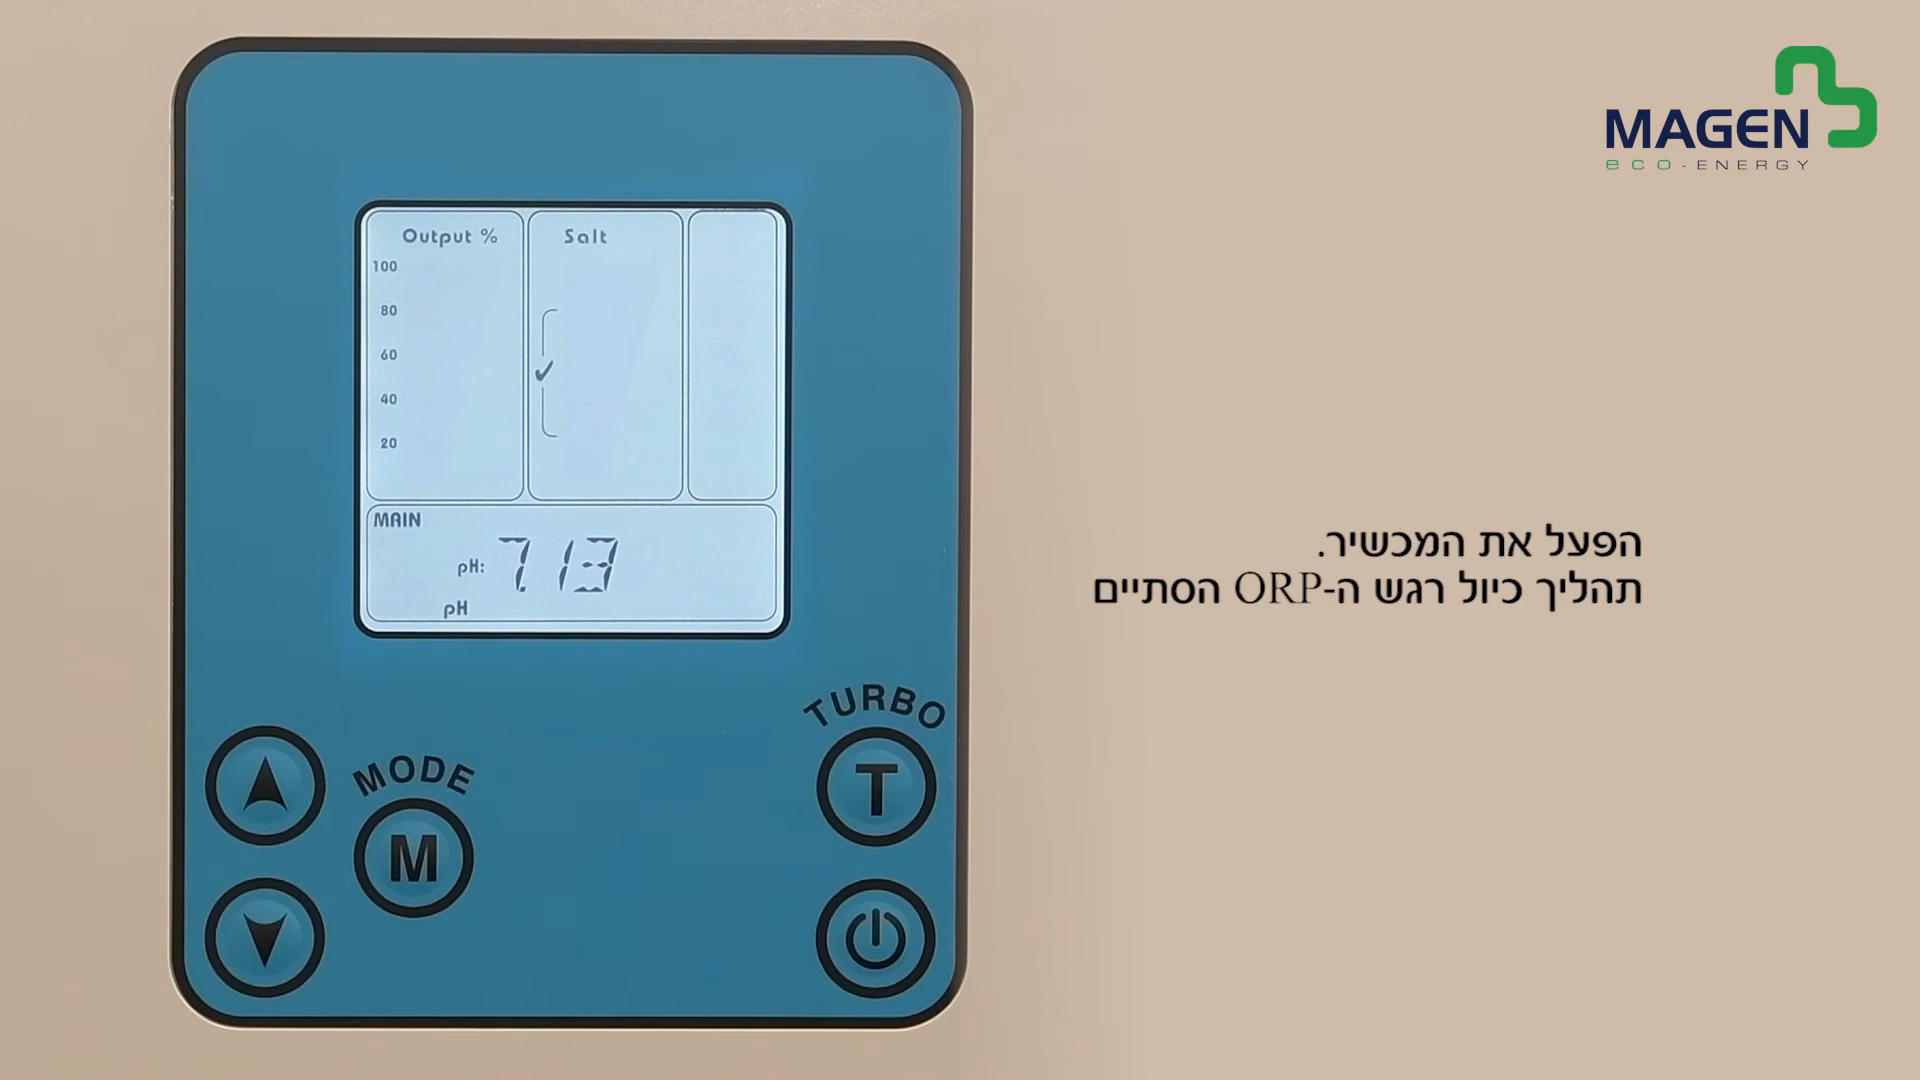 MAGEN
eco-ENERGY
Output %
Salt
100
80
60
40
20
MAIN
pH: 7.13
pH
TURBO
T
MODE
M
הפעל את המכשיר.
תהליך כיול רגש ה-ORP הסתיים